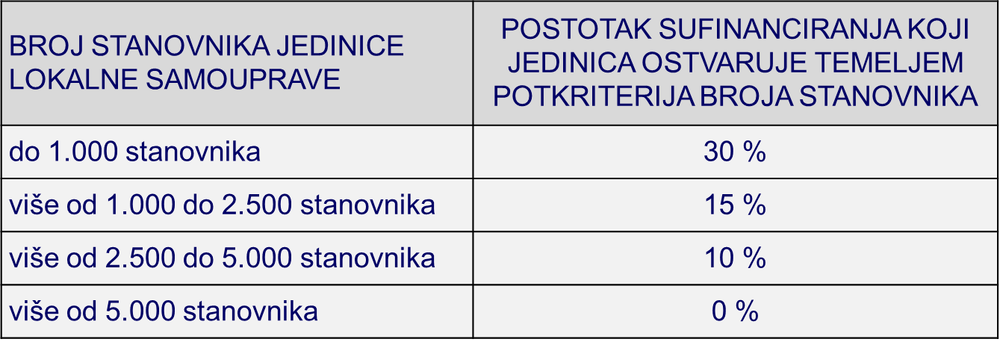 BROJ STANOVNIKA JEDINICE
LOKALNE SAMOUPRAVE
POSTOTAK SUFINANCIRANJA KOJI
JEDINICA OSTVARUJE TEMELJEM
POTKRITERIJA BROJA STANOVNIKA
do 1.000 stanovnika
30 %
više od 1.000 do 2.500 stanovnika
15 %
više od 2.500 do 5.000 stanovnika
10 %
više od 5.000 stanovnika
0 %